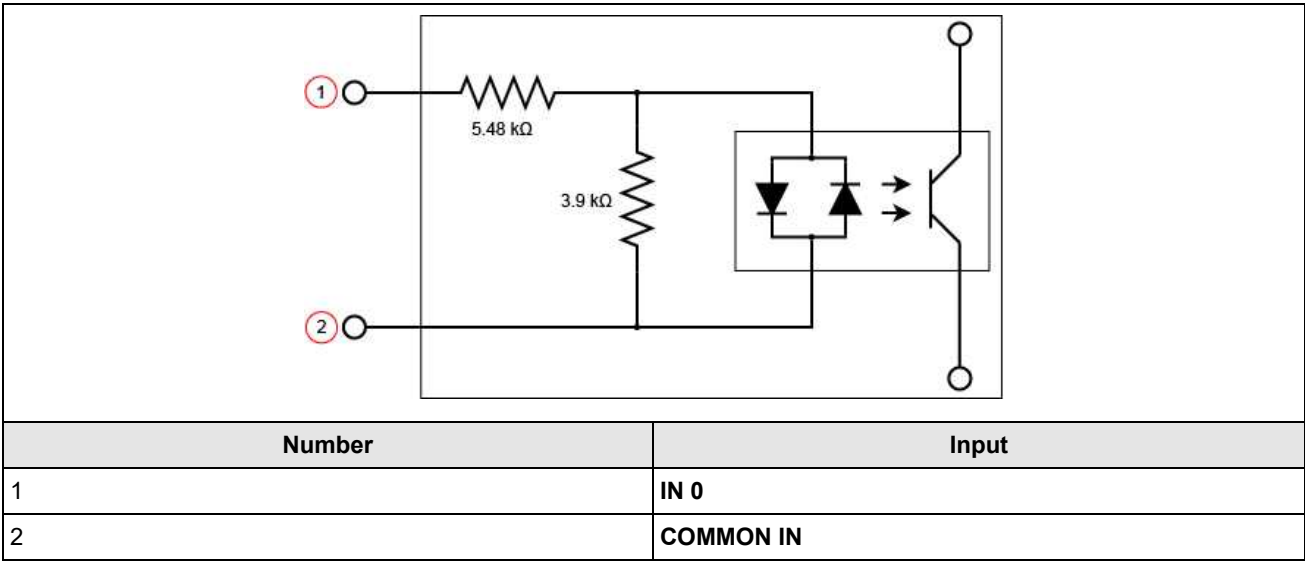 1
5.48 kΩ
3.9 kΩ
2
Number Input
1 IN 0
2 COMMON IN